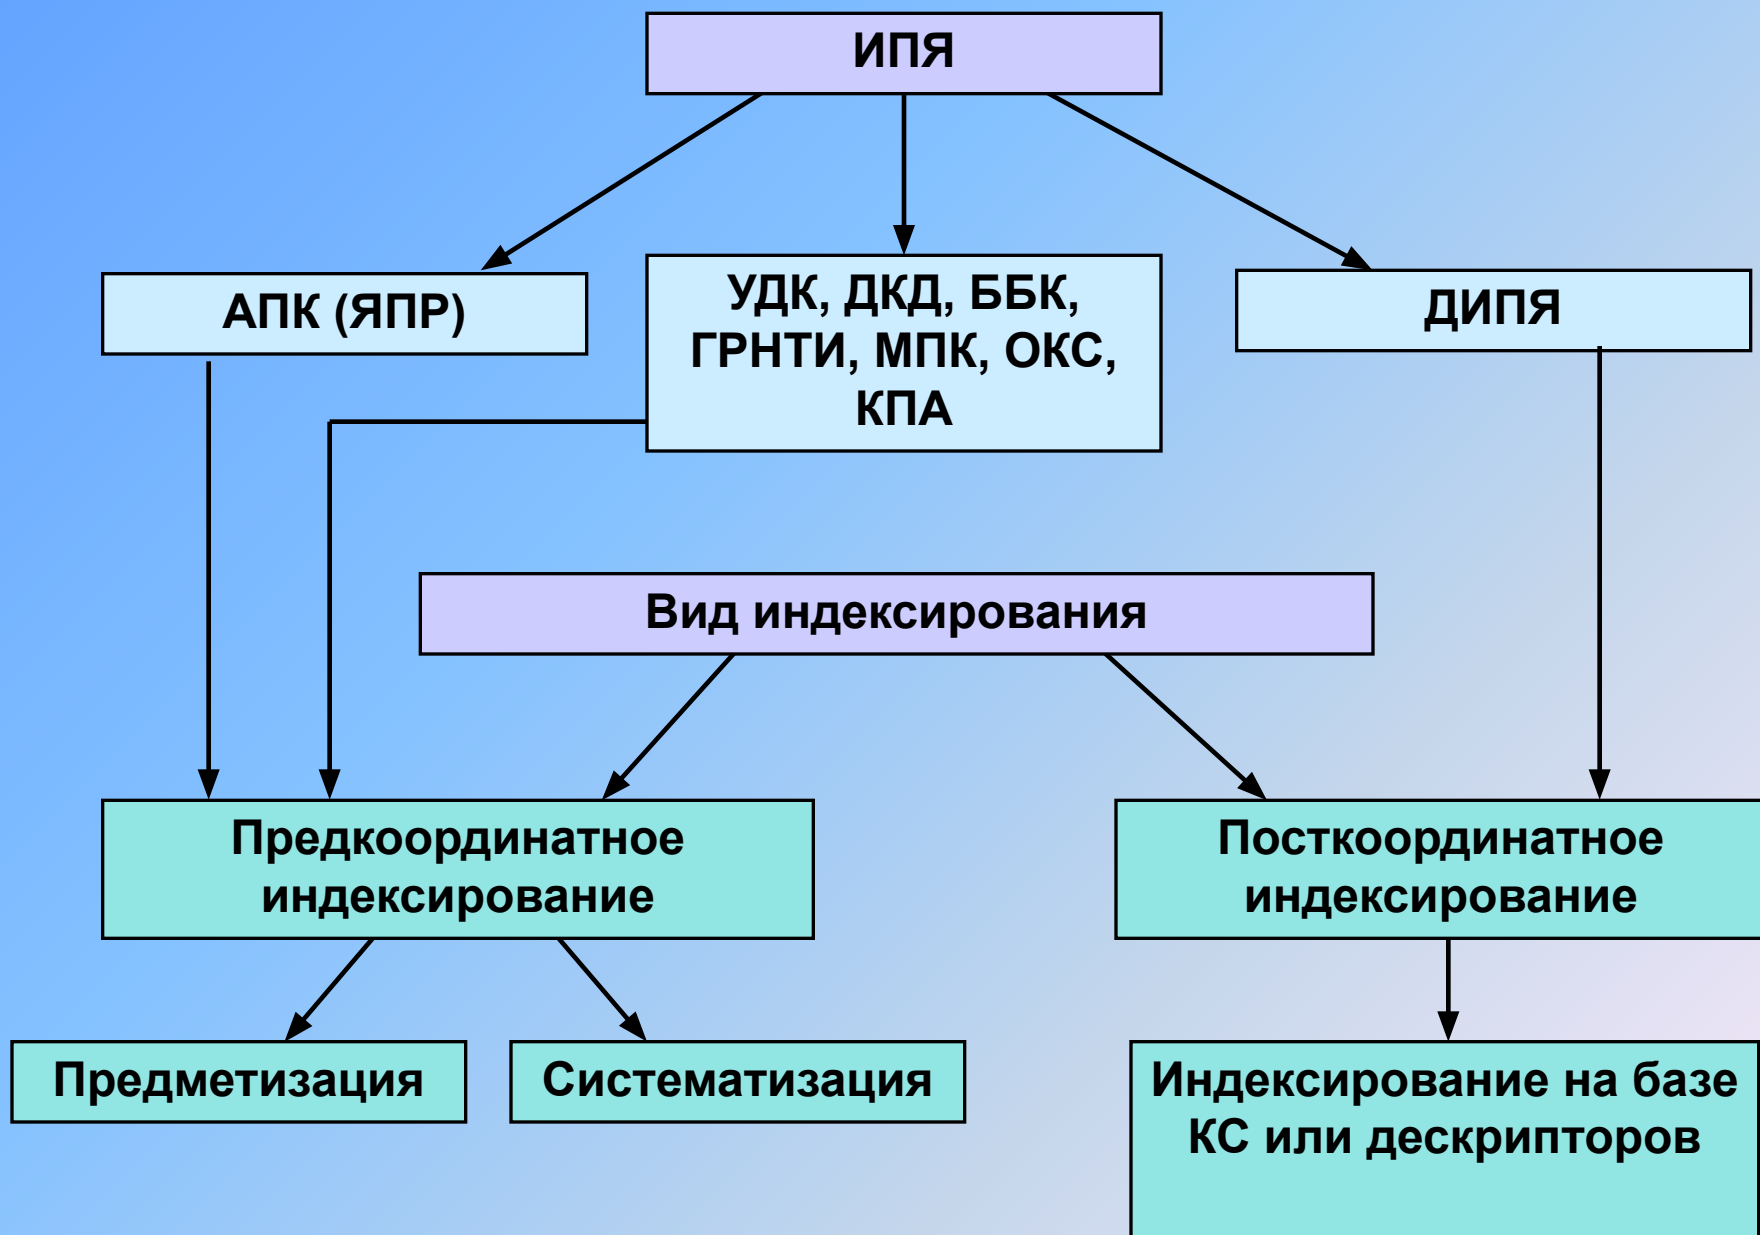 ИПЯ
АПК (ЯПР)
УДК, ДКД, ББК,
ГРНТИ, МПК, ОКС,
КПА
ДИПЯ
Вид индексирования
Предкоординатное
индексирование
Посткоординатное
индексирование
Предметизация
Систематизация
Индексирование на базе
КС или дескрипторов